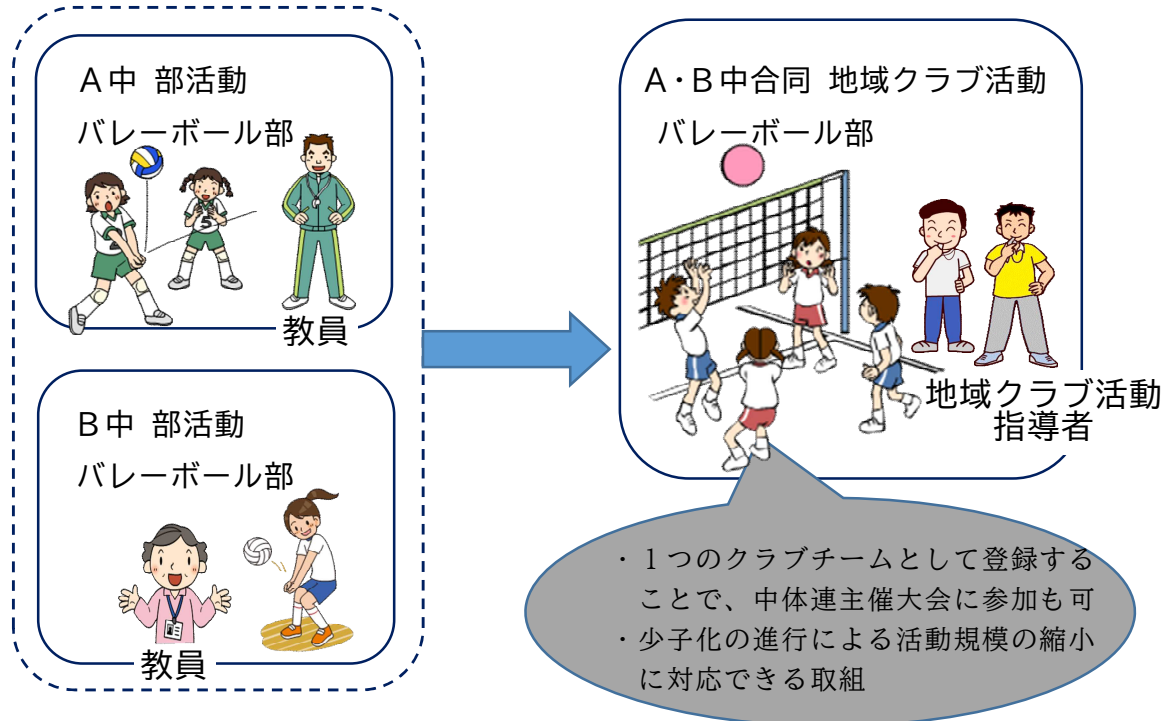 A中 部活動
バレーボール部
教員
B中 部活動
バレーボール部
教員
A・B中合同 地域クラブ活動
バレーボール部
地域クラブ活動
指導者
・１つのクラブチームとして登録する
ことで、中体連主催大会に参加も可
・少子化の進行による活動規模の縮小
に対応できる取組